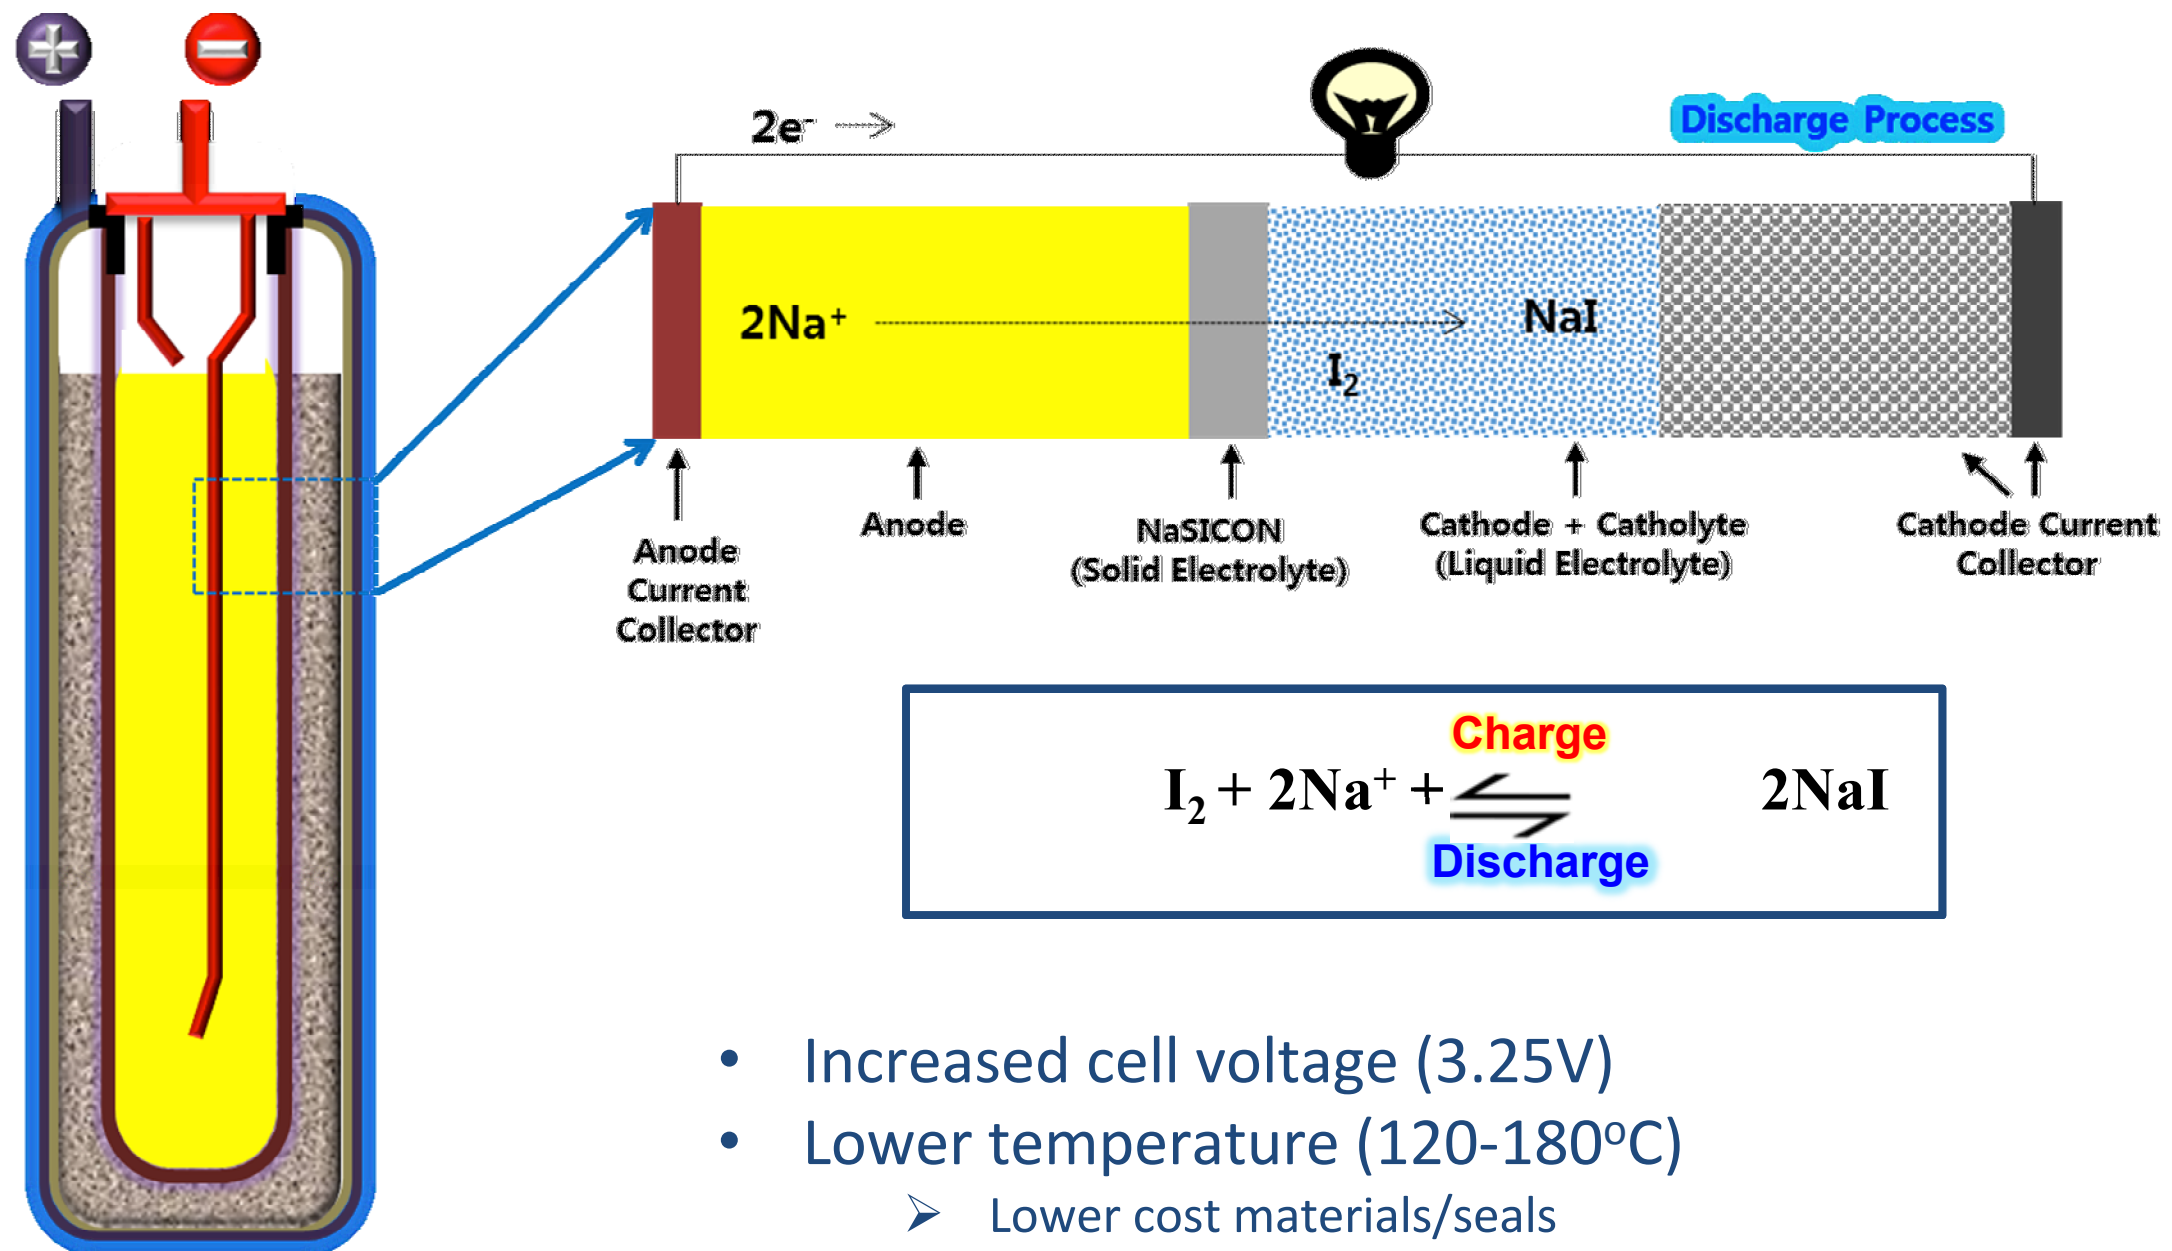 2e⁻
Discharge Process
2Na⁺
NaI
I₂
Anode
Current
Collector
Anode
NaSICON
(Solid Electrolyte)
Cathode + Catholyte
(Liquid Electrolyte)
Cathode Current
Collector
Charge
I₂ + 2Na⁺ + ⇌ 2NaI
Discharge
• Increased cell voltage (3.25V)
• Lower temperature (120-180ºC)
➢ Lower cost materials/seals